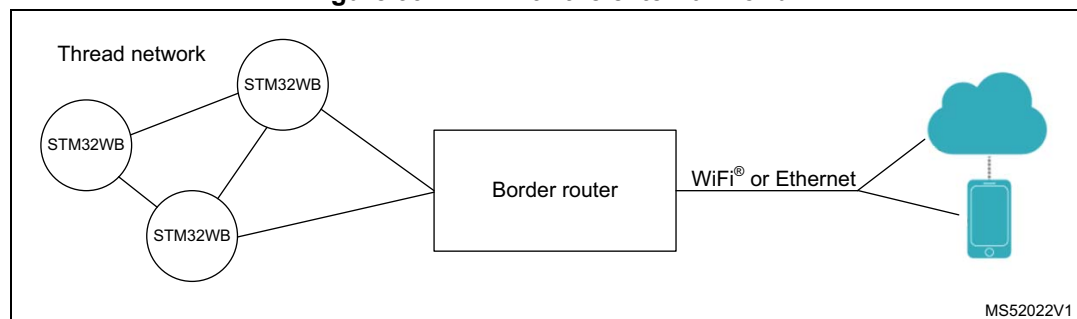 Thread network
STM32WB
STM32WB
STM32WB
Border router
WiFi® or Ethernet
MS52022V1